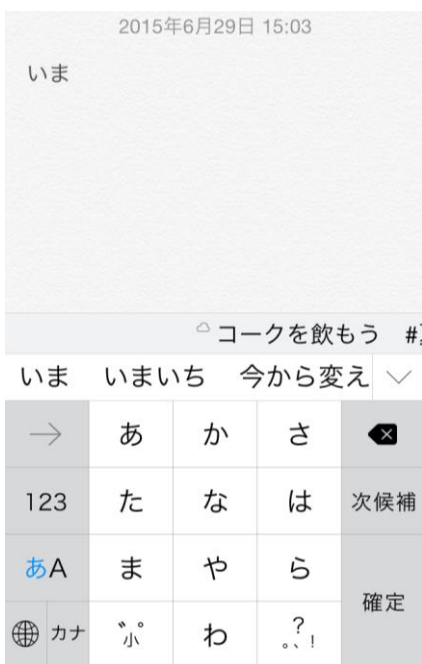 2015年6月29日 15:03
いま
コークを飲もう #
いま いまいち 今から変え
→ あ か さ
123 た な は 次候補
あA ま や ら
確定
カナ ゛゜小 わ 。、?!